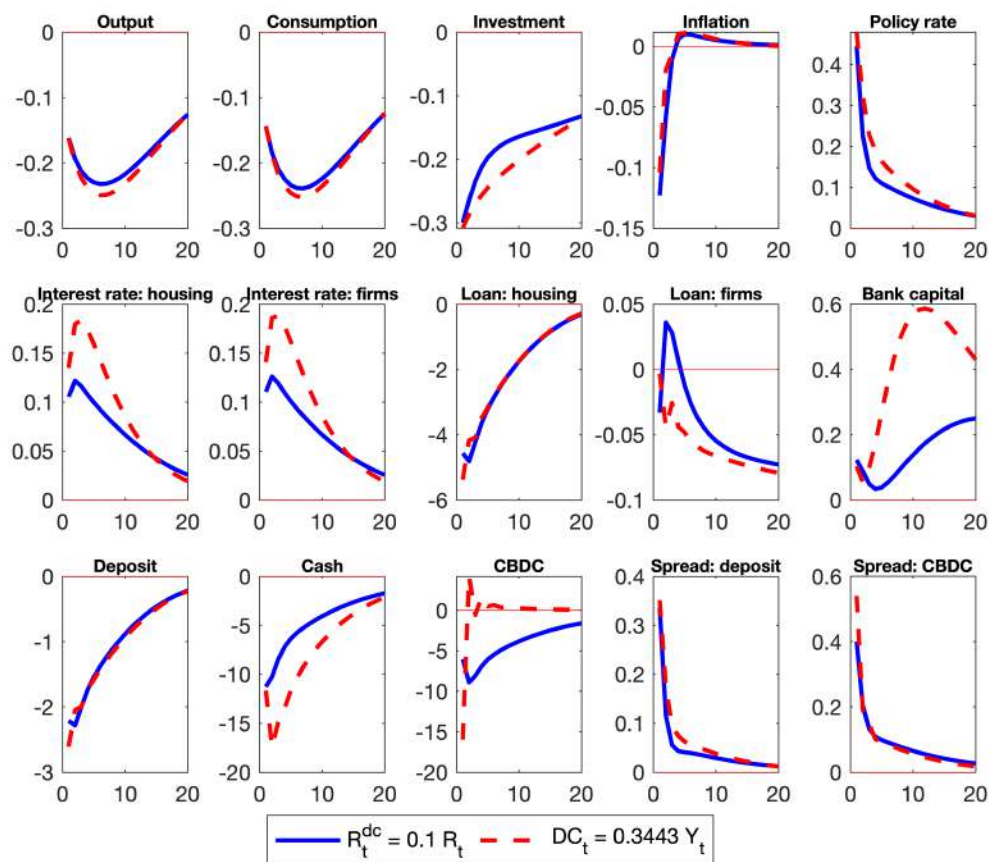 Output Consumption Investment Inflation Policy rate
0 0 0 0 0.4
-0.1 -0.1 -0.1 -0.05 0.3
-0.2 -0.2 -0.2 -0.1 0.2
-0.3 -0.3 -0.3 -0.15 0.1
0
0 10 20 0 10 20 0 10 20 0 10 20 0 10 20
Interest rate: housing Interest rate: firms Loan: housing Loan: firms Bank capital
0.2 0.2 0 0.05 0.6
0.15 0.15 -2 0 0.4
0.1 0.1 -4 -0.05 0.2
0.05 0.05 -6 -0.1 0
0 0
0 10 20 0 10 20 0 10 20 0 10 20 0 10 20
Deposit Cash CBDC Spread: deposit Spread: CBDC
0 0 0 0.4 0.6
-1 -5 -5 0.3 0.4
-2 -10 -10 0.2 0.2
-3 -15 -15 0.1 0
-20 -20 0
0 10 20 0 10 20 0 10 20 0 10 20 0 10 20
R_t^dc = 0.1 R_t DC_t = 0.3443 Y_t